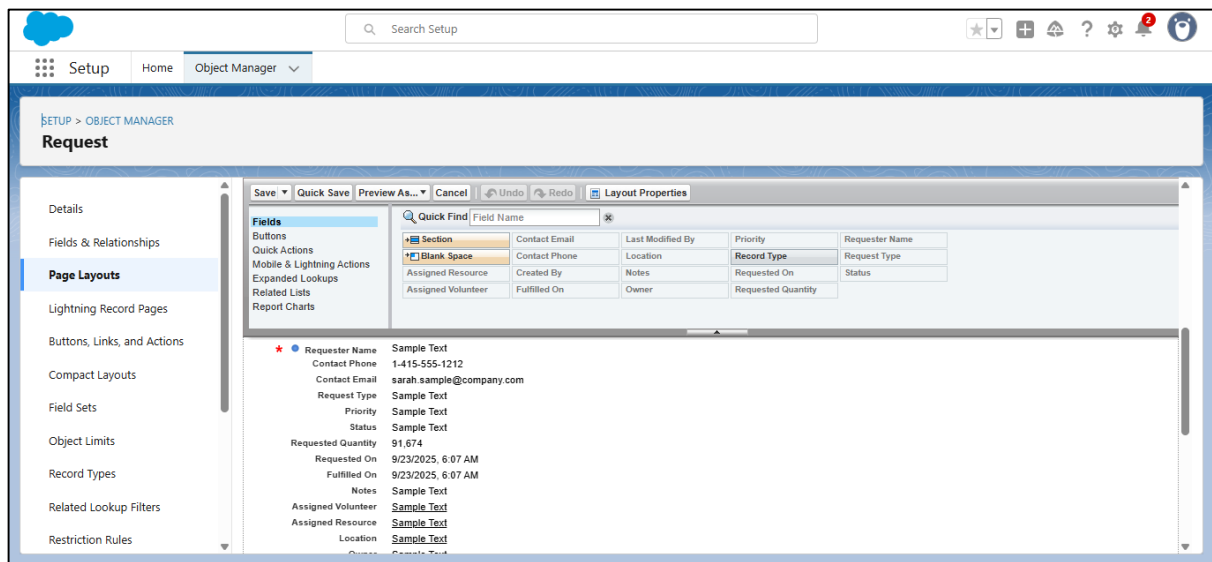 Search Setup
2
Setup Home Object Manager
SETUP > OBJECT MANAGER
Request
Details
Fields & Relationships
Page Layouts
Lightning Record Pages
Buttons, Links, and Actions
Compact Layouts
Field Sets
Object Limits
Record Types
Related Lookup Filters
Restriction Rules
Save Quick Save Preview As... Cancel Undo Redo Layout Properties
Fields
Buttons
Quick Actions
Mobile & Lightning Actions
Expanded Lookups
Related Lists
Report Charts
Quick Find Field Name
Section Contact Email Last Modified By Priority Requester Name
Blank Space Contact Phone Location Record Type Request Type
Assigned Resource Created By Notes Requested On Status
Assigned Volunteer Fulfilled On Owner Requested Quantity
* Requester Name Sample Text
Contact Phone 1-415-555-1212
Contact Email sarah.sample@company.com
Request Type Sample Text
Priority Sample Text
Status Sample Text
Requested Quantity 91,674
Requested On 9/23/2025, 6:07 AM
Fulfilled On 9/23/2025, 6:07 AM
Notes Sample Text
Assigned Volunteer Sample Text
Assigned Resource Sample Text
Location Sample Text
Owner Sample Text